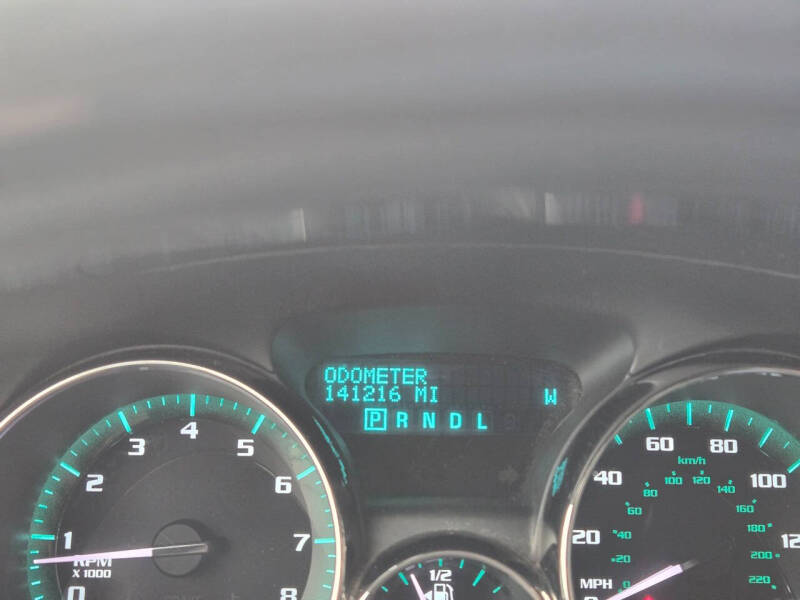 ODOMETER
141216 MI W
P R N D L
0 1 2 3 4 5 6 7 8
RPM
X 1000
1/2
20 40 60 80 100
km/h
20 40 60 80 100 120 140 160 180 200 220
0
MPH